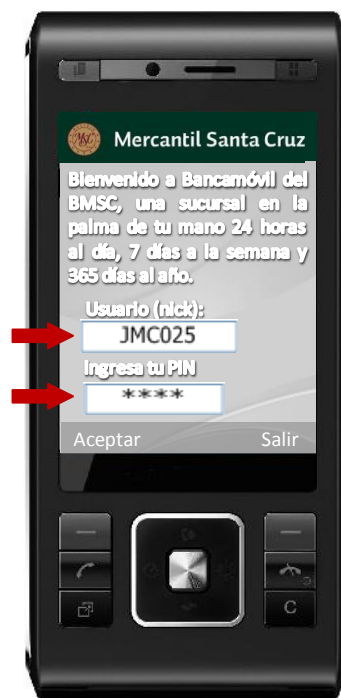 MSC
Mercantil Santa Cruz
Bienvenido a Bancamóvil del
BMSC, una sucursal en la
palma de tu mano 24 horas
al día, 7 días a la semana y
365 días al año.
Usuario (nick):
JMC025
Ingresa tu PIN
****
Aceptar
Salir
C